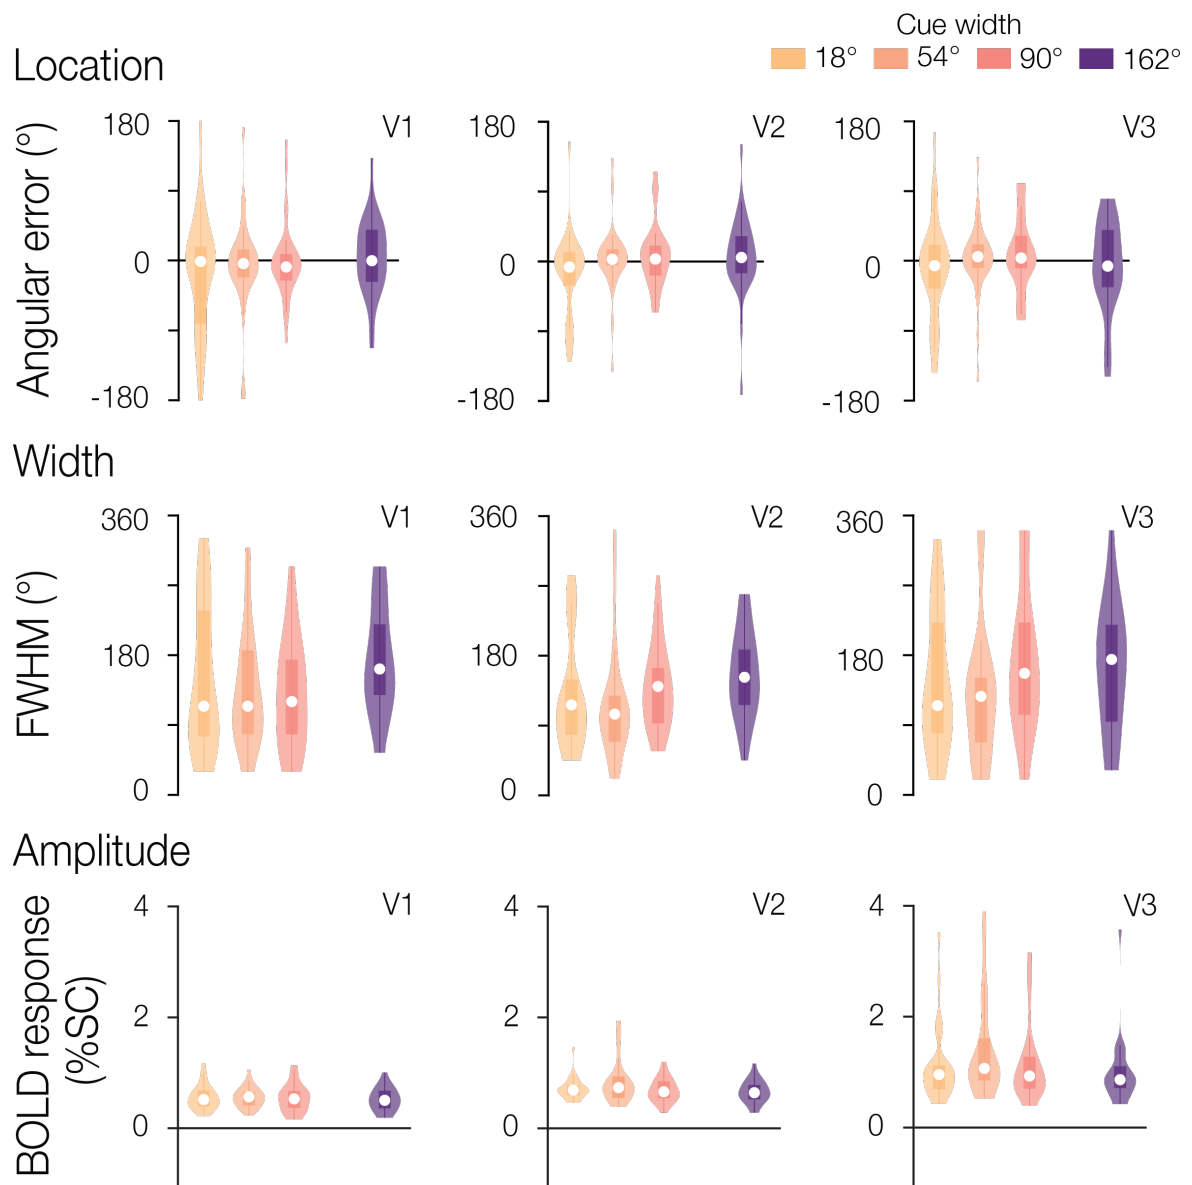 Cue width
18° 54° 90° 162°
Location
Angular error (°)
180
0
-180
V1
180
0
-180
V2
180
0
-180
V3
Width
FWHM (°)
360
180
0
V1
360
180
0
V2
360
180
0
V3
Amplitude
BOLD response
(%SC)
4
2
0
V1
4
2
0
V2
4
2
0
V3